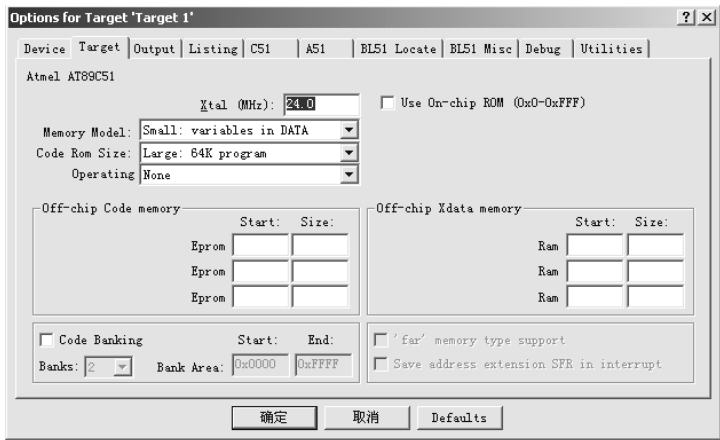 Options for Target 'Target 1'
? ×
Device Target Output Listing C51 A51 BL51 Locate BL51 Misc Debug Utilities
Atmel AT89C51
Xtal (MHz): 24.0 Use On-chip ROM (0x0-0xFFF)
Memory Model: Small: variables in DATA
Code Rom Size: Large: 64K program
Operating None
Off-chip Code memory
Start: Size:
Eprom
Eprom
Eprom
Off-chip Xdata memory
Start: Size:
Ram
Ram
Ram
Code Banking Start: End:
Banks: 2 Bank Area: 0x0000 0xFFFF
'far' memory type support
Save address extension SFR in interrupt
确定 取消 Defaults